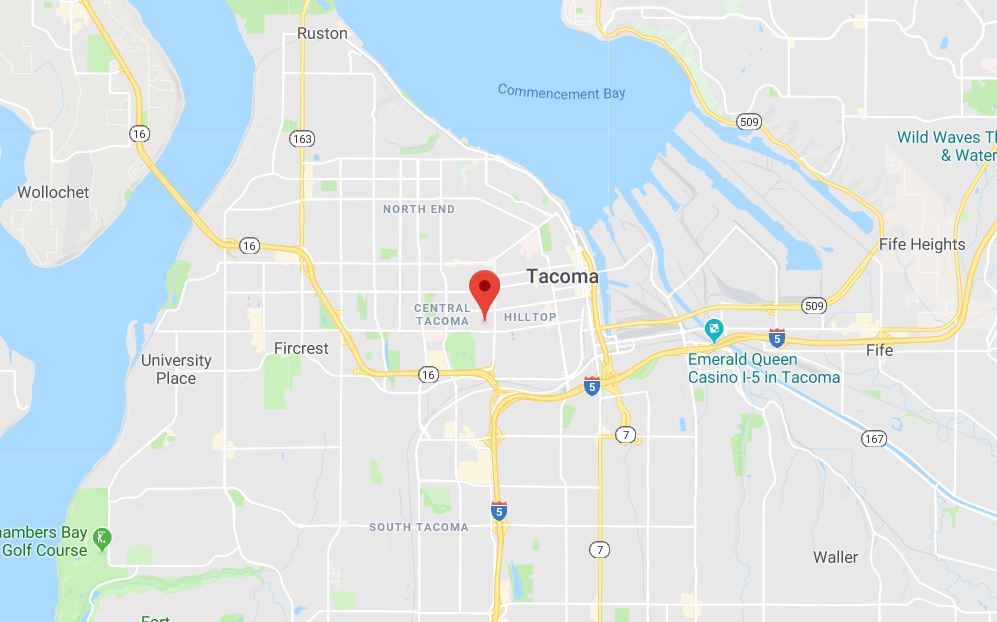 Ruston
Commencement Bay
509
16
163
Wild Waves Th
& Water
Wollochet
NORTH END
16
Fife Heights
Tacoma
CENTRAL
TACOMA
HILLTOP
509
5
Fircrest
University
Place
Fife
Emerald Queen
Casino I-5 in Tacoma
16
5
7
167
5
SOUTH TACOMA
hambers Bay
Golf Course
7
Waller
Fort